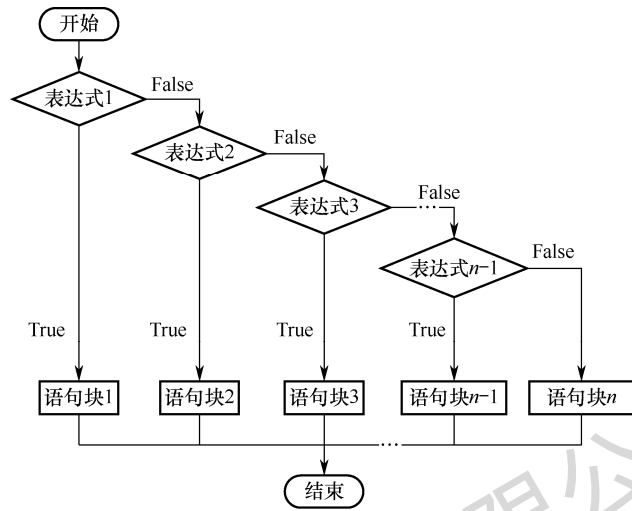 开始
表达式1
False
表达式2
False
表达式3
False
…
表达式n-1
False
True
True
True
True
语句块1
语句块2
语句块3
语句块n-1
语句块n
…
结束
限公